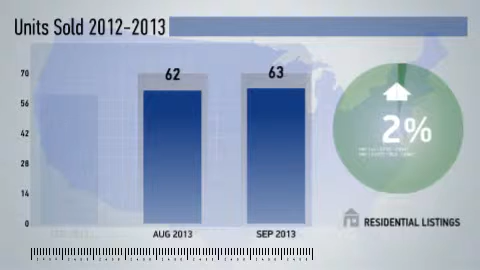 Units Sold 2012-2013
70
56
42
28
14
0
62
63
AUG 2013
SEP 2013
2%
RESIDENTIAL LISTINGS